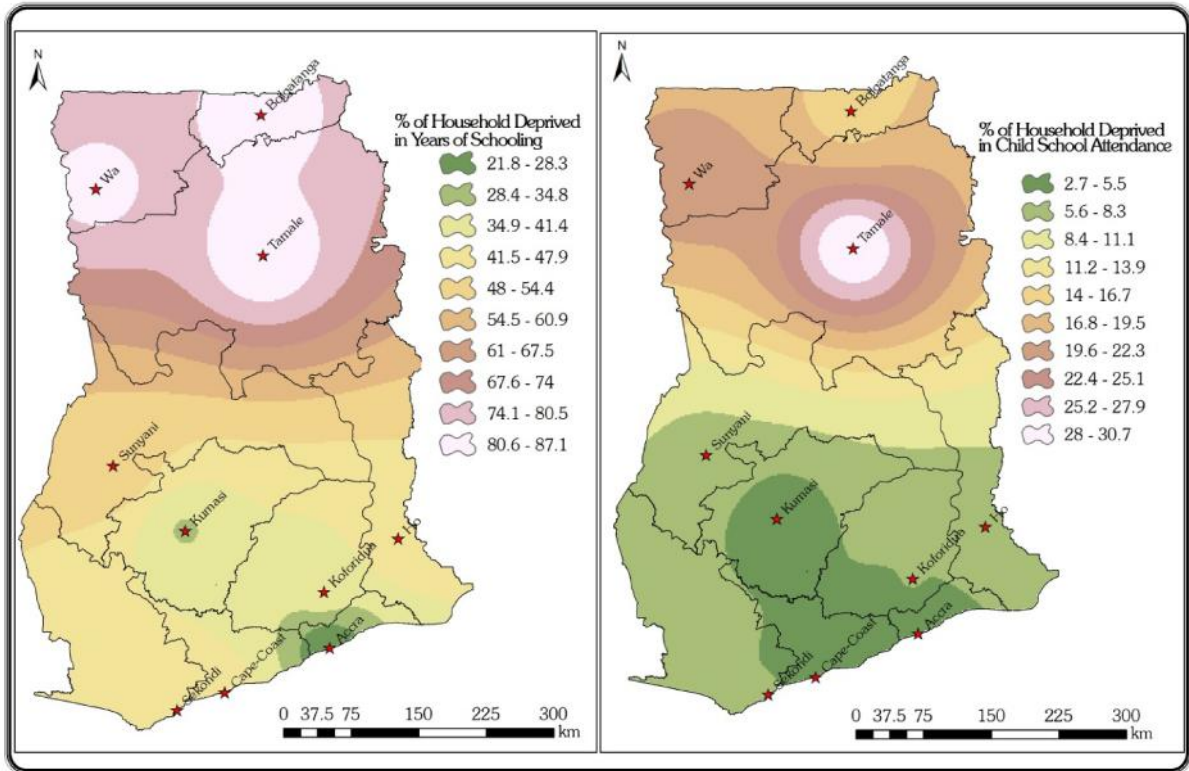 N
Bolgatanga
Wa
Tamale
Sunyani
Kumasi
Ho
Koforidua
Accra
Cape-Coast
Sekondi
% of Household Deprived
in Years of Schooling
21.8 - 28.3
28.4 - 34.8
34.9 - 41.4
41.5 - 47.9
48 - 54.4
54.5 - 60.9
61 - 67.5
67.6 - 74
74.1 - 80.5
80.6 - 87.1
0 37.5 75 150 225 300
km
N
Bolgatanga
Wa
Tamale
Sunyani
Kumasi
Ho
Koforidua
Accra
Cape-Coast
Sekondi
% of Household Deprived
in Child School Attendance
2.7 - 5.5
5.6 - 8.3
8.4 - 11.1
11.2 - 13.9
14 - 16.7
16.8 - 19.5
19.6 - 22.3
22.4 - 25.1
25.2 - 27.9
28 - 30.7
0 37.5 75 150 225 300
km